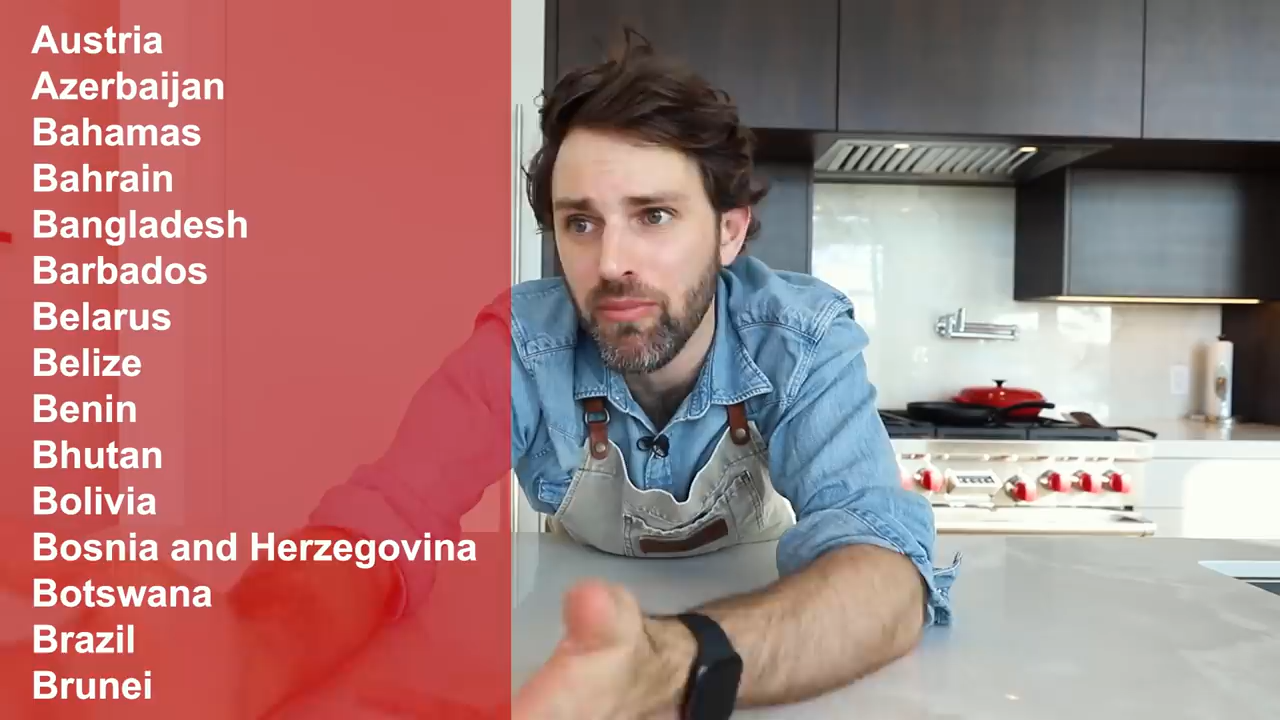 Austria
Azerbaijan
Bahamas
Bahrain
Bangladesh
Barbados
Belarus
Belize
Benin
Bhutan
Bolivia
Bosnia and Herzegovina
Botswana
Brazil
Brunei